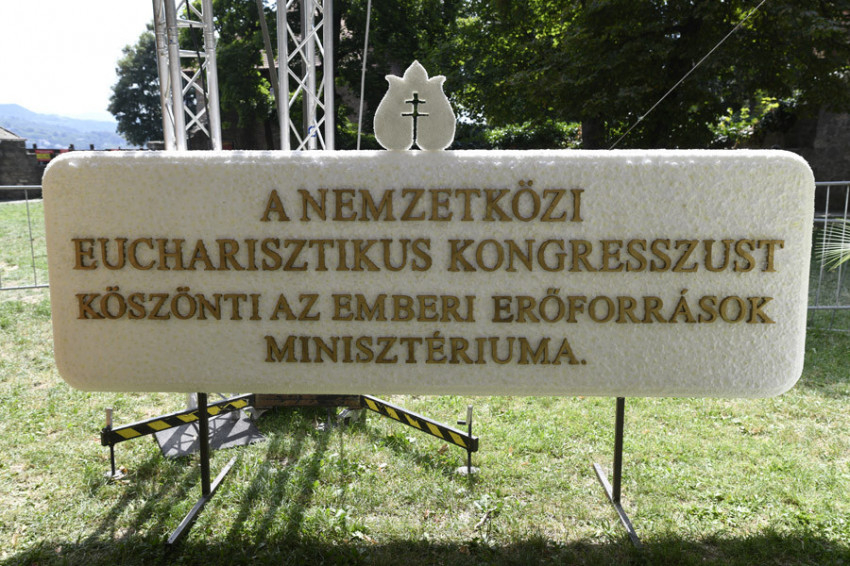 A NEMZETKÖZI
EUCHARISZTIKUS KONGRESSZUST
KÖSZÖNTI AZ EMBERI ERŐFORRÁSOK
MINISZTÉRIUMA.